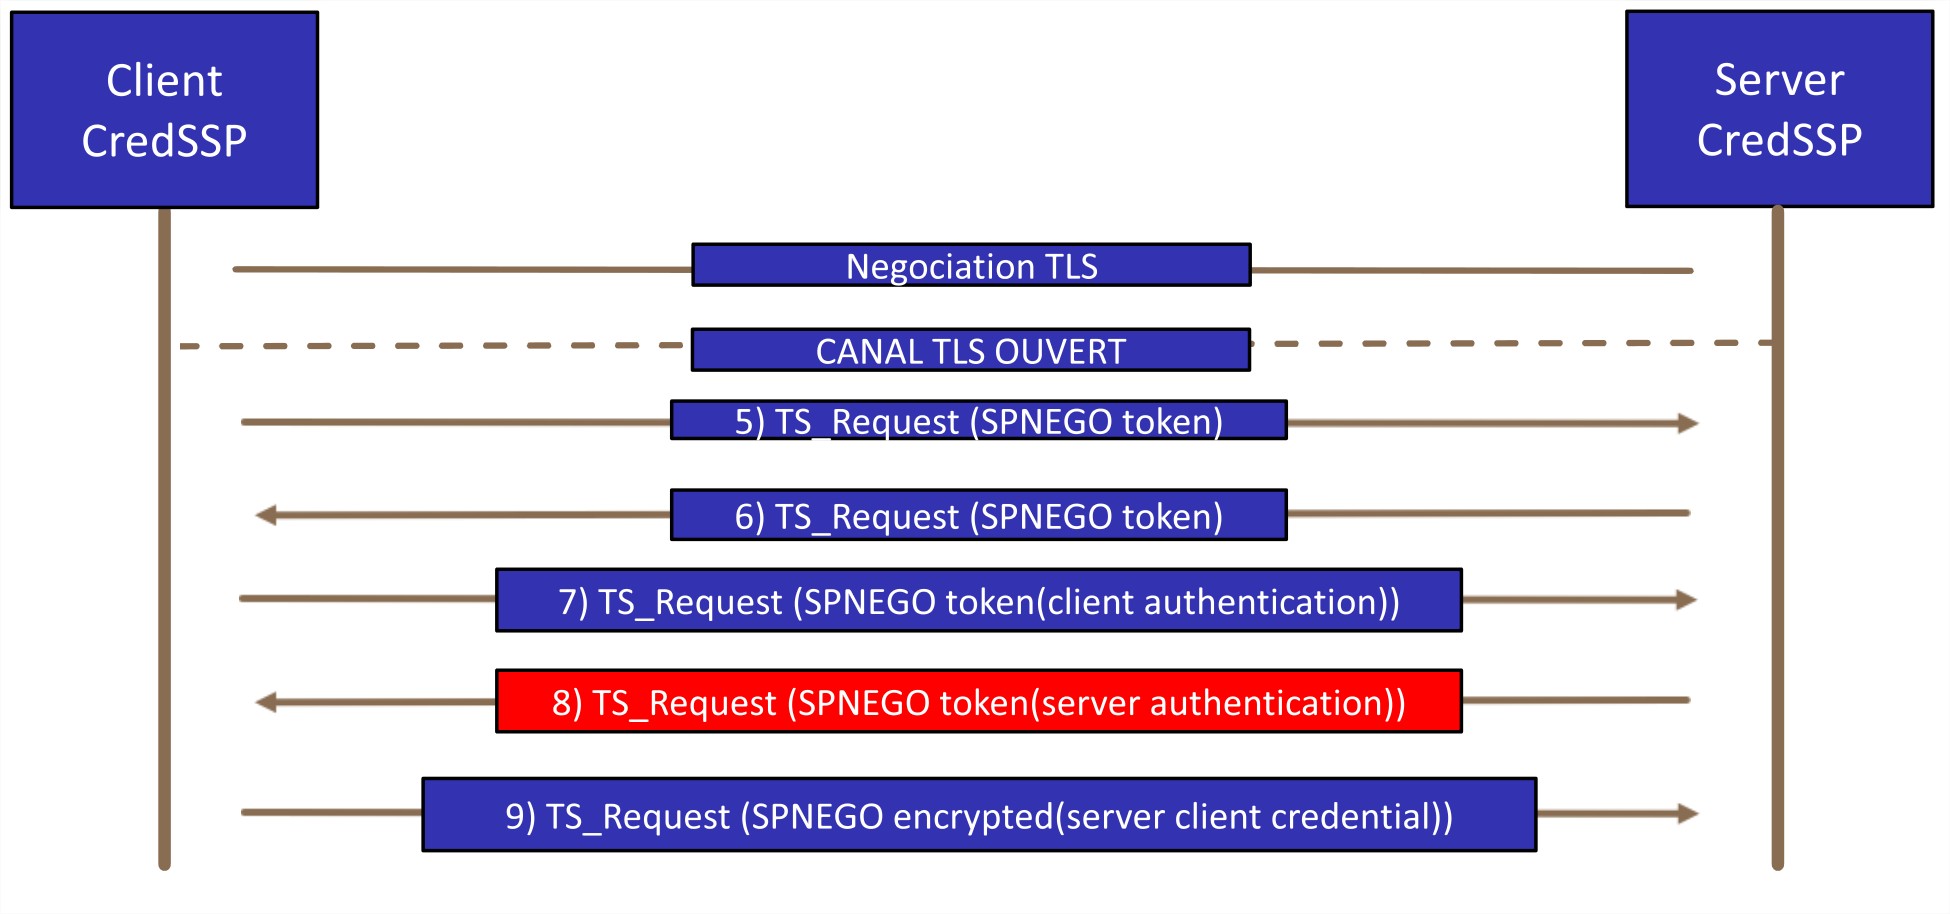 Client
CredSSP
Server
CredSSP
Negociation TLS
CANAL TLS OUVERT
5) TS_Request (SPNEGO token)
6) TS_Request (SPNEGO token)
7) TS_Request (SPNEGO token(client authentication))
8) TS_Request (SPNEGO token(server authentication))
9) TS_Request (SPNEGO encrypted(server client credential))